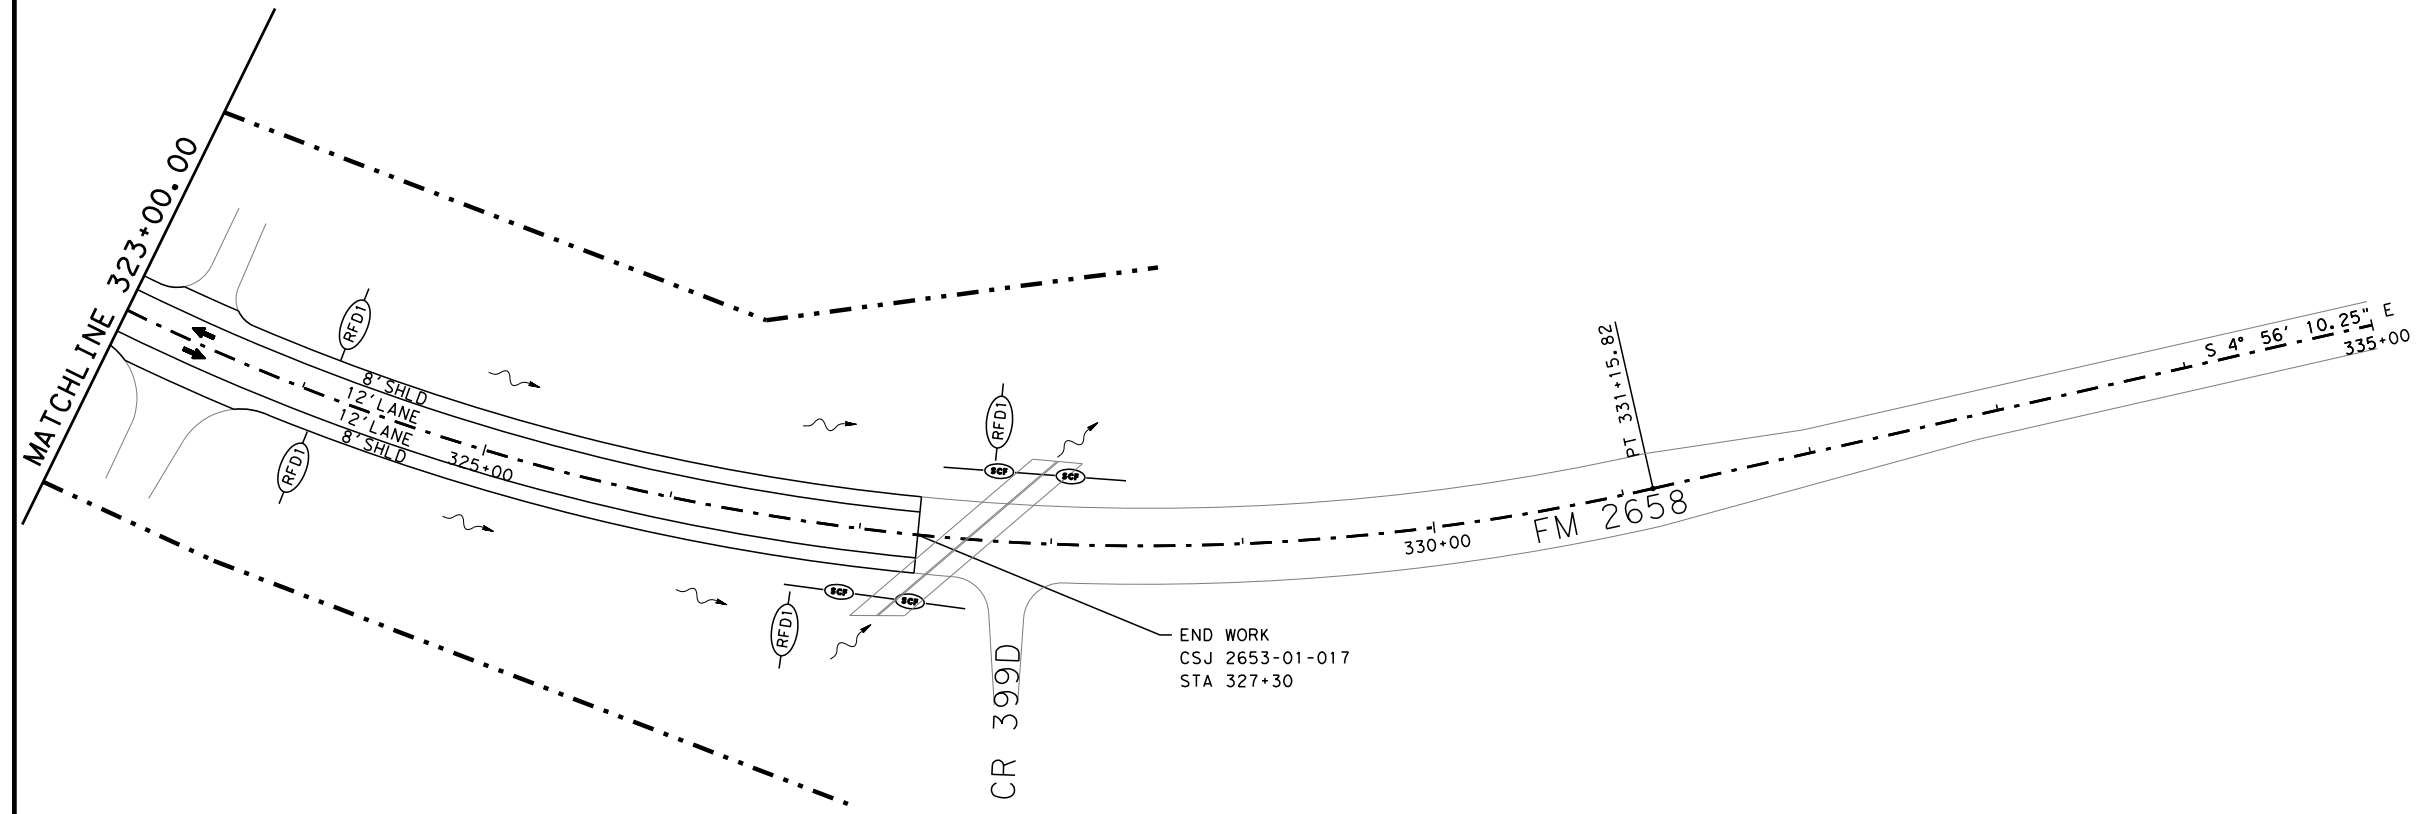 MATCHLINE 323+00.00
RFD1
8' SHLD
12' LANE
12' LANE
8' SHLD
RFD1
325+00
RFD1
SCF
SCF
SCF
SCF
RFD1
END WORK
CSJ 2653-01-017
STA 327+30
CR 399D
330+00
FM 2658
PT 331+15.82
S 4° 56' 10.25" E
335+00